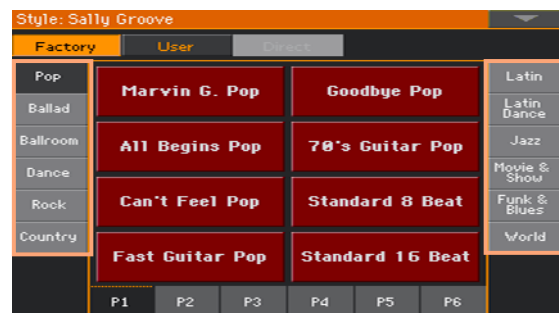 Style: Sally Groove
Factory User Direct
Pop
Ballad
Ballroom
Dance
Rock
Country
Marvin G. Pop
Goodbye Pop
All Begins Pop
70's Guitar Pop
Can't Feel Pop
Standard 8 Beat
Fast Guitar Pop
Standard 16 Beat
Latin
Latin
Dance
Jazz
Movie &
Show
Funk &
Blues
World
P1 P2 P3 P4 P5 P6